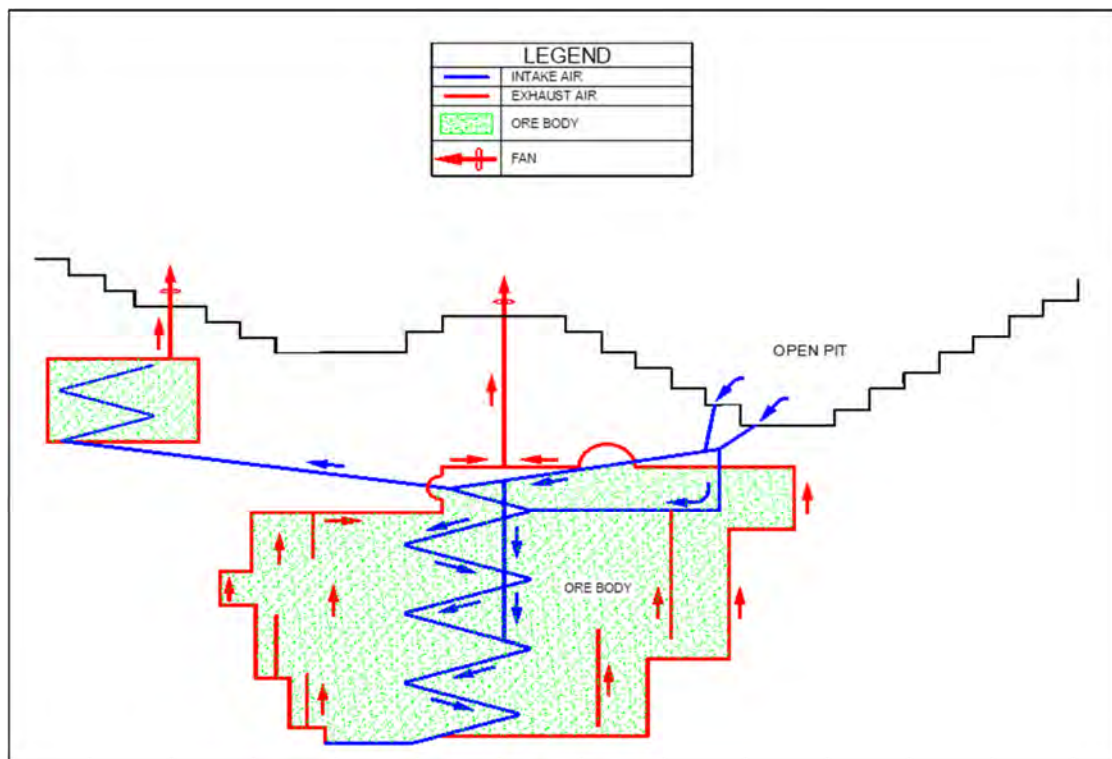 LEGEND
INTAKE AIR
EXHAUST AIR
ORE BODY
FAN
OPEN PIT
ORE BODY